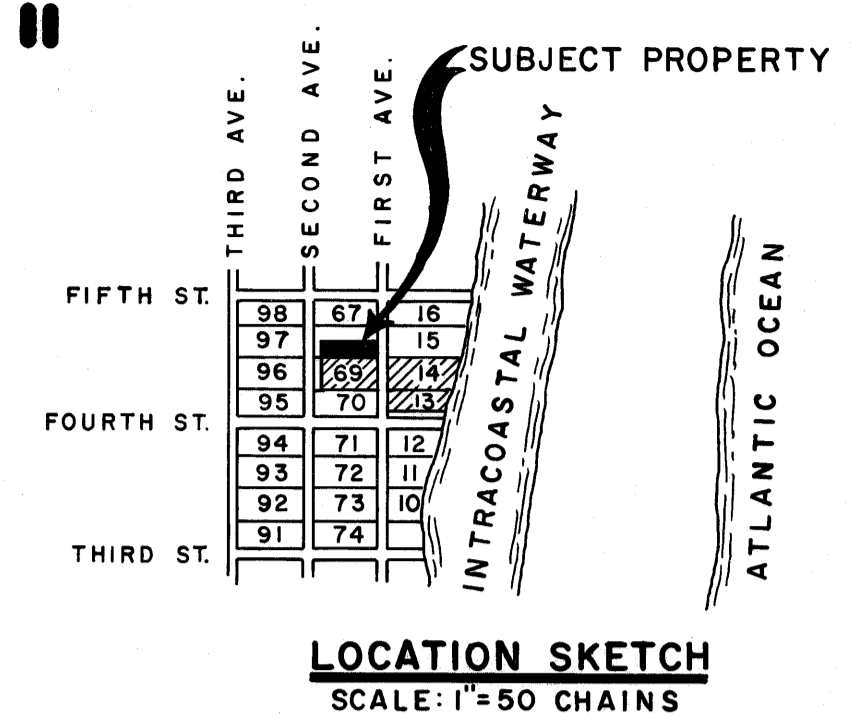 SUBJECT PROPERTY
THIRD AVE.
SECOND AVE.
FIRST AVE.
INTRACOASTAL WATERWAY
ATLANTIC OCEAN
FIFTH ST.
98 67 16
97 15
96 69 14
95 70 13
FOURTH ST.
94 71 12
93 72 11
92 73 10
91 74
THIRD ST.
LOCATION SKETCH
SCALE: 1"=50 CHAINS